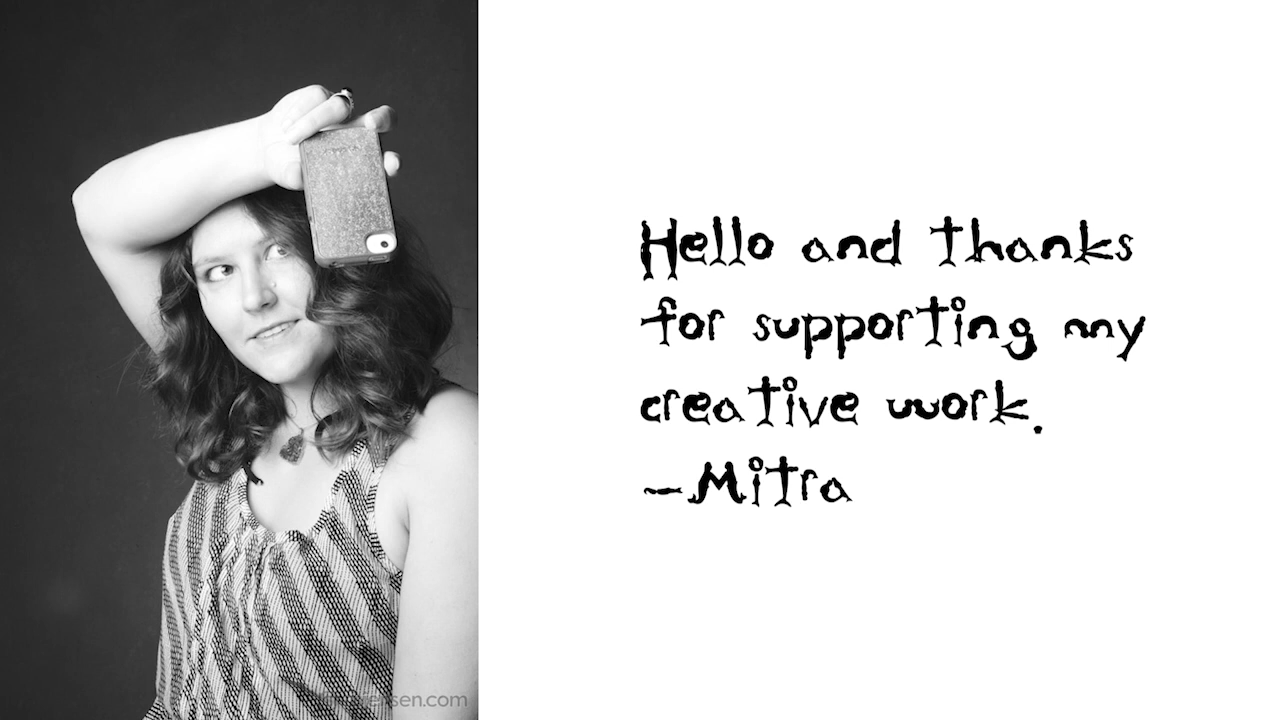 Hello and thanks
for supporting my
creative work.
-Mitra